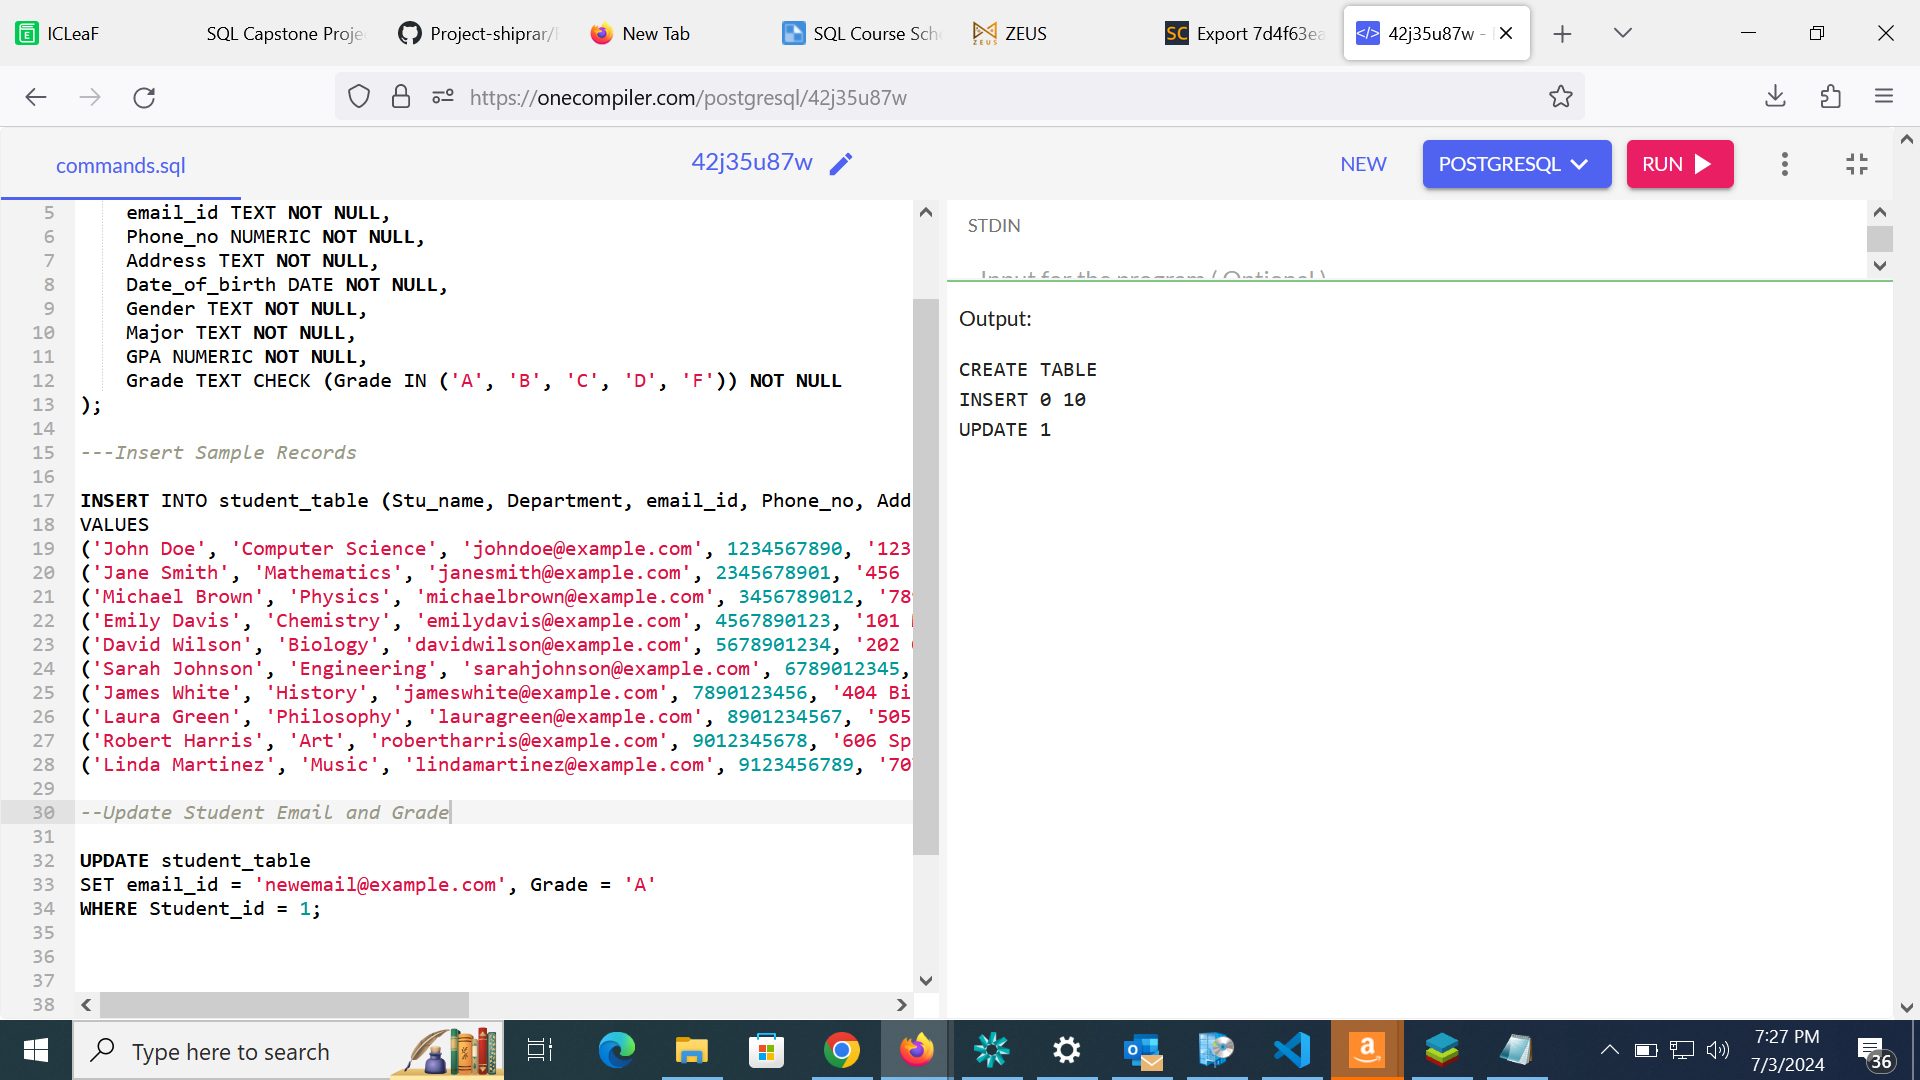 ICLeaF
SQL Capstone Proje
Project-shiprar/
New Tab
SQL Course Sch
ZEUS
SC Export 7d4f63ea
</> 42j35u87w -
https://onecompiler.com/postgresql/42j35u87w
commands.sql
42j35u87w
NEW
POSTGRESQL
RUN
5 email_id TEXT NOT NULL,
6 Phone_no NUMERIC NOT NULL,
7 Address TEXT NOT NULL,
8 Date_of_birth DATE NOT NULL,
9 Gender TEXT NOT NULL,
10 Major TEXT NOT NULL,
11 GPA NUMERIC NOT NULL,
12 Grade TEXT CHECK (Grade IN ('A', 'B', 'C', 'D', 'F')) NOT NULL
13 );
14
15 ---Insert Sample Records
16
17 INSERT INTO student_table (Stu_name, Department, email_id, Phone_no, Add
18 VALUES
19 ('John Doe', 'Computer Science', 'johndoe@example.com', 1234567890, '123
20 ('Jane Smith', 'Mathematics', 'janesmith@example.com', 2345678901, '456
21 ('Michael Brown', 'Physics', 'michaelbrown@example.com', 3456789012, '789
22 ('Emily Davis', 'Chemistry', 'emilydavis@example.com', 4567890123, '101
23 ('David Wilson', 'Biology', 'davidwilson@example.com', 5678901234, '202
24 ('Sarah Johnson', 'Engineering', 'sarahjohnson@example.com', 6789012345,
25 ('James White', 'History', 'jameswhite@example.com', 7890123456, '404 Bi
26 ('Laura Green', 'Philosophy', 'lauragreen@example.com', 8901234567, '505
27 ('Robert Harris', 'Art', 'robertharris@example.com', 9012345678, '606 Sp
28 ('Linda Martinez', 'Music', 'lindamartinez@example.com', 9123456789, '707
29
30 --Update Student Email and Grade
31
32 UPDATE student_table
33 SET email_id = 'newemail@example.com', Grade = 'A'
34 WHERE Student_id = 1;
35
36
37
38
STDIN
Input for the program ( Optional )
Output:
CREATE TABLE
INSERT 0 10
UPDATE 1
Type here to search
7:27 PM
7/3/2024
36